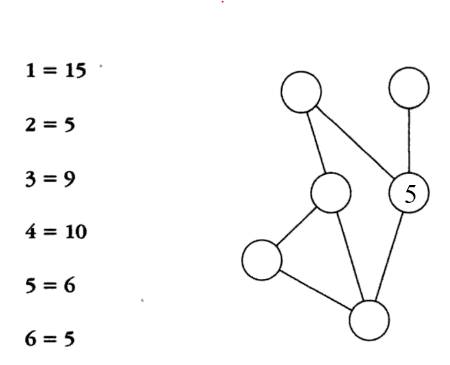 1 = 15
2 = 5
3 = 9
4 = 10
5 = 6
6 = 5
5